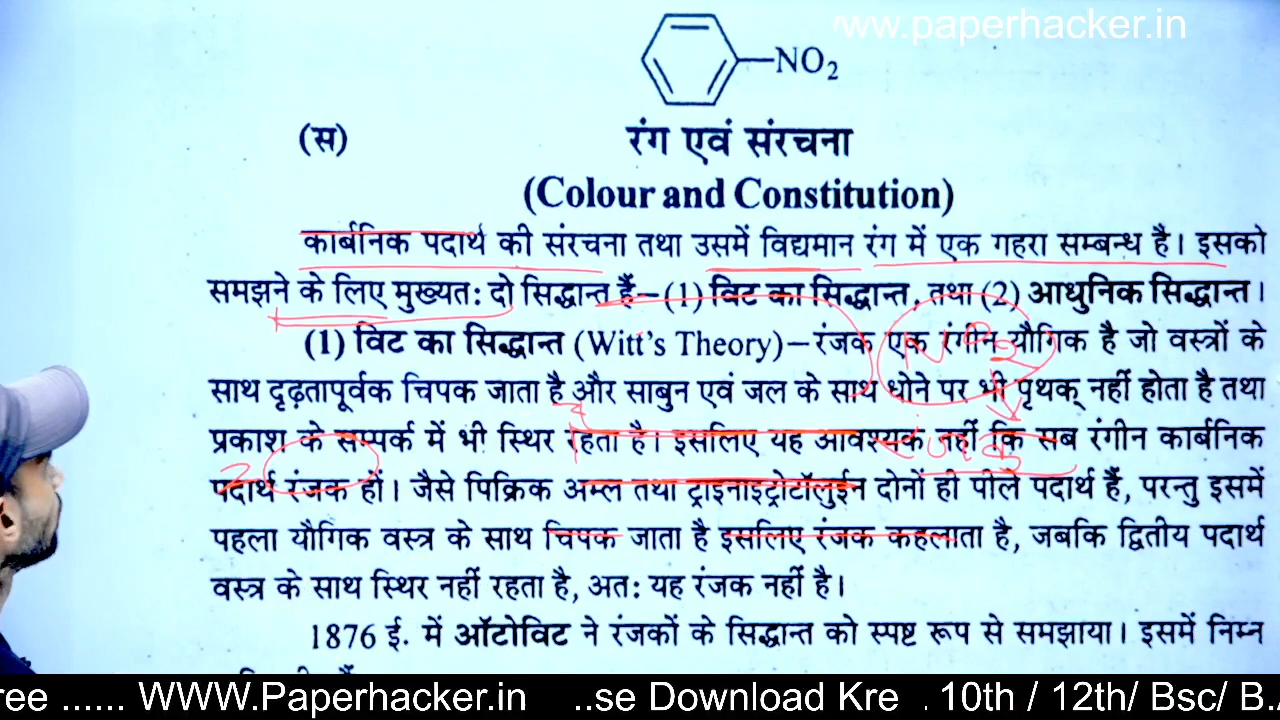 www.paperhacker.in
NO2
(स) रंग एवं संरचना
(Colour and Constitution)
कार्बनिक पदार्थ की संरचना तथा उसमें विद्यमान रंग में एक गहरा सम्बन्ध है। इसको
समझने के लिए मुख्यत: दो सिद्धान्त हैं–(1) विट का सिद्धान्त, तथा (2) आधुनिक सिद्धान्त।
(1) विट का सिद्धान्त (Witt's Theory)–रंजक एक रंगीन यौगिक है जो वस्त्रों के
साथ दृढ़तापूर्वक चिपक जाता है और साबुन एवं जल के साथ धोने पर भी पृथक् नहीं होता है तथा
प्रकाश के सम्पर्क में भी स्थिर रहता है। इसलिए यह आवश्यक नहीं कि सब रंगीन कार्बनिक
पदार्थ रंजक हों। जैसे पिक्रिक अम्ल तथा ट्राइनाइट्रोटॉलुईन दोनों ही पीले पदार्थ हैं, परन्तु इसमें
पहला यौगिक वस्त्र के साथ चिपक जाता है इसलिए रंजक कहलाता है, जबकि द्वितीय पदार्थ
वस्त्र के साथ स्थिर नहीं रहता है, अत: यह रंजक नहीं है।
1876 ई. में ऑटोविट ने रंजकों के सिद्धान्त को स्पष्ट रूप से समझाया। इसमें निम्न
ree ...... WWW.Paperhacker.in ..se Download Kre . 10th / 12th/ Bsc/ B..